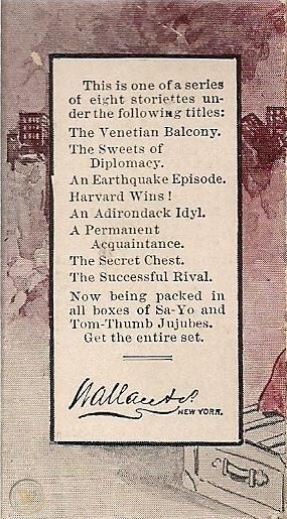 This is one of a series
of eight storiettes un-
der the following titles:
The Venetian Balcony.
The Sweets of
Diplomacy.
An Earthquake Episode.
Harvard Wins!
An Adirondack Idyl.
A Permanent
Acquaintance.
The Secret Chest.
The Successful Rival.
Now being packed in
all boxes of Sa-Yo and
Tom-Thumb Jujubes.
Get the entire set.
Wallace & Co.
NEW YORK.